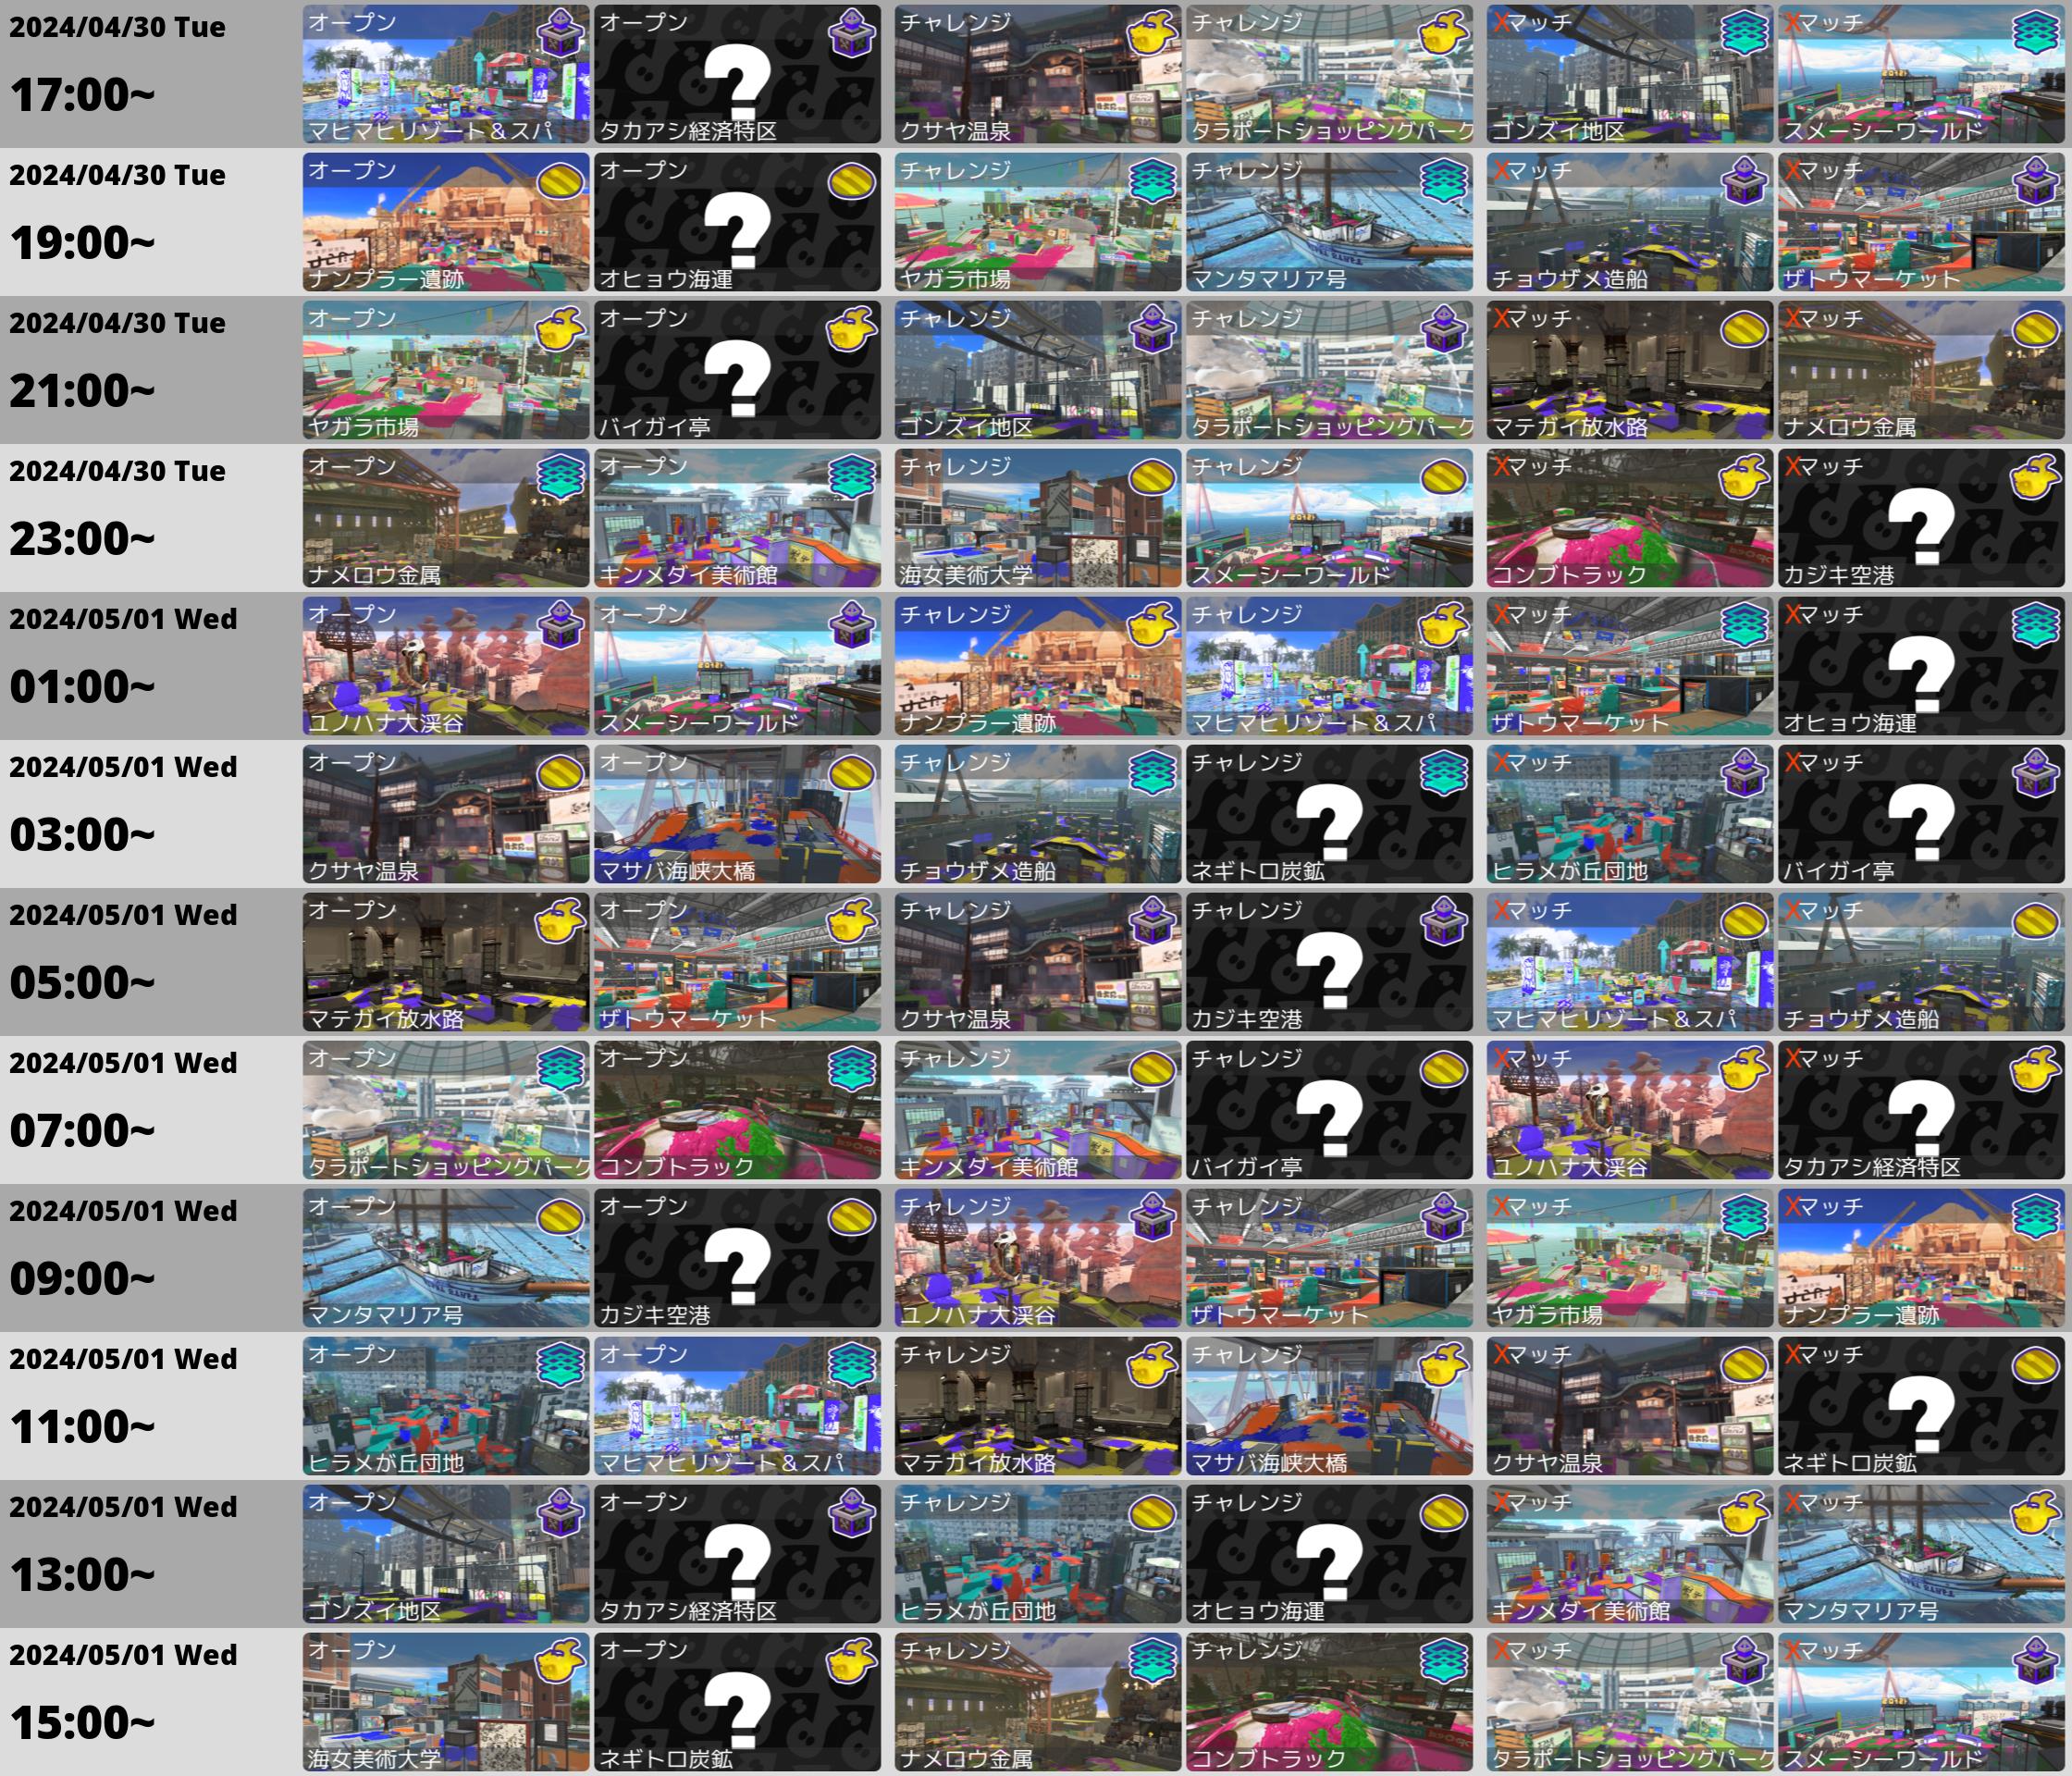 2024/04/30 Tue
17:00~
オープン
マヒマヒリゾート＆スパ
オープン
タカアシ経済特区
チャレンジ
クサヤ温泉
チャレンジ
タラポートショッピングパーク
Xマッチ
ゴンズイ地区
Xマッチ
スメーシーワールド
2024/04/30 Tue
19:00~
オープン
ナンプラー遺跡
オープン
オヒョウ海運
チャレンジ
ヤガラ市場
チャレンジ
マンタマリア号
Xマッチ
チョウザメ造船
Xマッチ
ザトウマーケット
2024/04/30 Tue
21:00~
オープン
ヤガラ市場
オープン
バイガイ亭
チャレンジ
ゴンズイ地区
チャレンジ
タラポートショッピングパーク
Xマッチ
マテガイ放水路
Xマッチ
ナメロウ金属
2024/04/30 Tue
23:00~
オープン
ナメロウ金属
オープン
キンメダイ美術館
チャレンジ
海女美術大学
チャレンジ
スメーシーワールド
Xマッチ
コンブトラック
Xマッチ
カジキ空港
2024/05/01 Wed
01:00~
オープン
ユノハナ大渓谷
オープン
スメーシーワールド
チャレンジ
ナンプラー遺跡
チャレンジ
マヒマヒリゾート＆スパ
Xマッチ
ザトウマーケット
Xマッチ
オヒョウ海運
2024/05/01 Wed
03:00~
オープン
クサヤ温泉
オープン
マサバ海峡大橋
チャレンジ
チョウザメ造船
チャレンジ
ネギトロ炭鉱
Xマッチ
ヒラメが丘団地
Xマッチ
バイガイ亭
2024/05/01 Wed
05:00~
オープン
マテガイ放水路
オープン
ザトウマーケット
チャレンジ
クサヤ温泉
チャレンジ
カジキ空港
Xマッチ
マヒマヒリゾート＆スパ
Xマッチ
チョウザメ造船
2024/05/01 Wed
07:00~
オープン
タラポートショッピングパーク
オープン
コンブトラック
チャレンジ
キンメダイ美術館
チャレンジ
バイガイ亭
Xマッチ
ユノハナ大渓谷
Xマッチ
タカアシ経済特区
2024/05/01 Wed
09:00~
オープン
マンタマリア号
オープン
カジキ空港
チャレンジ
ユノハナ大渓谷
チャレンジ
ザトウマーケット
Xマッチ
ヤガラ市場
Xマッチ
ナンプラー遺跡
2024/05/01 Wed
11:00~
オープン
ヒラメが丘団地
オープン
マヒマヒリゾート＆スパ
チャレンジ
マテガイ放水路
チャレンジ
マサバ海峡大橋
Xマッチ
クサヤ温泉
Xマッチ
ネギトロ炭鉱
2024/05/01 Wed
13:00~
オープン
ゴンズイ地区
オープン
タカアシ経済特区
チャレンジ
ヒラメが丘団地
チャレンジ
オヒョウ海運
Xマッチ
キンメダイ美術館
Xマッチ
マンタマリア号
2024/05/01 Wed
15:00~
オープン
海女美術大学
オープン
ネギトロ炭鉱
チャレンジ
ナメロウ金属
チャレンジ
コンブトラック
Xマッチ
タラポートショッピングパーク
Xマッチ
スメーシーワールド